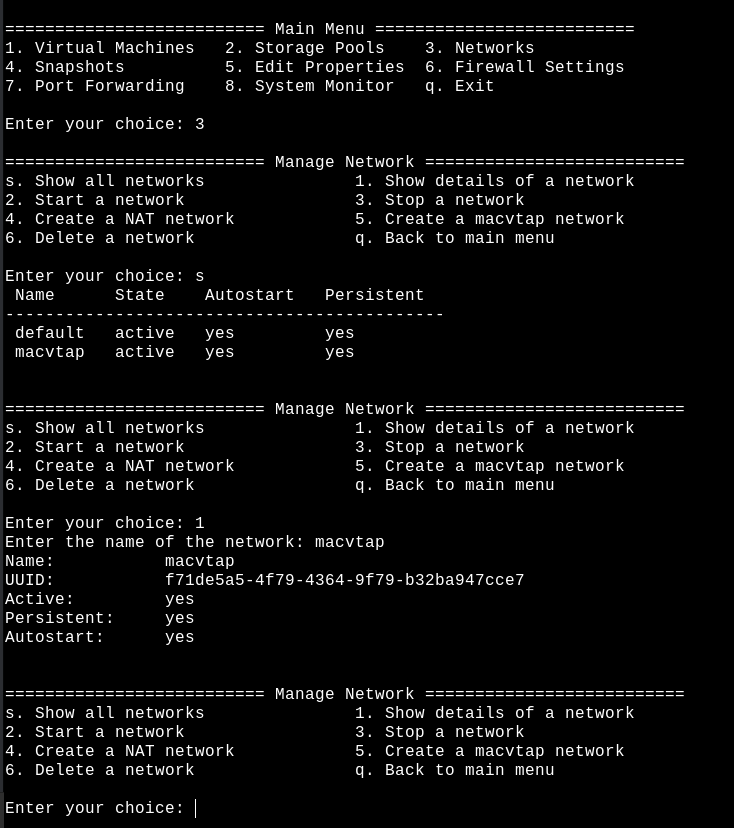 ========================== Main Menu ==========================
1. Virtual Machines   2. Storage Pools    3. Networks
4. Snapshots          5. Edit Properties  6. Firewall Settings
7. Port Forwarding    8. System Monitor   q. Exit
Enter your choice: 3
========================== Manage Network ==========================
s. Show all networks               1. Show details of a network
2. Start a network                 3. Stop a network
4. Create a NAT network            5. Create a macvtap network
6. Delete a network                q. Back to main menu
Enter your choice: s
 Name      State    Autostart   Persistent
--------------------------------------------
 default   active   yes         yes
 macvtap   active   yes         yes
========================== Manage Network ==========================
s. Show all networks               1. Show details of a network
2. Start a network                 3. Stop a network
4. Create a NAT network            5. Create a macvtap network
6. Delete a network                q. Back to main menu
Enter your choice: 1
Enter the name of the network: macvtap
Name:           macvtap
UUID:           f71de5a5-4f79-4364-9f79-b32ba947cce7
Active:         yes
Persistent:     yes
Autostart:      yes
========================== Manage Network ==========================
s. Show all networks               1. Show details of a network
2. Start a network                 3. Stop a network
4. Create a NAT network            5. Create a macvtap network
6. Delete a network                q. Back to main menu
Enter your choice: